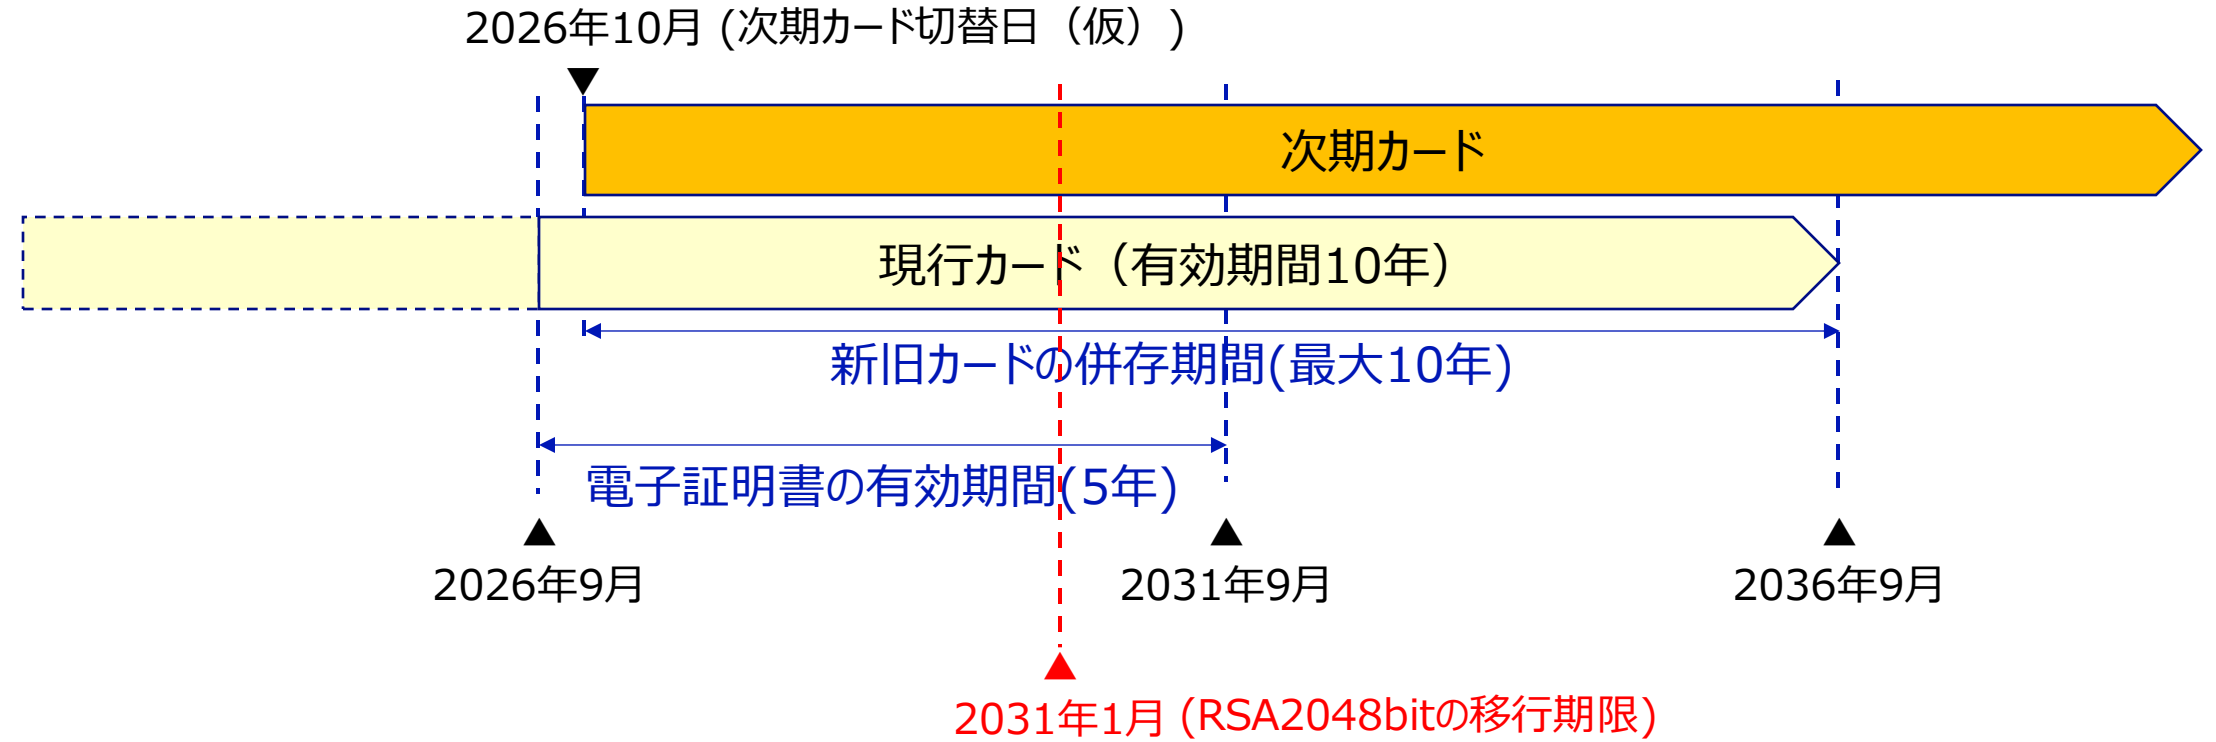 2026年10月 (次期カード切替日（仮）)
次期カード
現行カード（有効期間10年）
新旧カードの併存期間(最大10年)
電子証明書の有効期間(5年)
2026年9月
2031年9月
2036年9月
2031年1月 (RSA2048bitの移行期限)